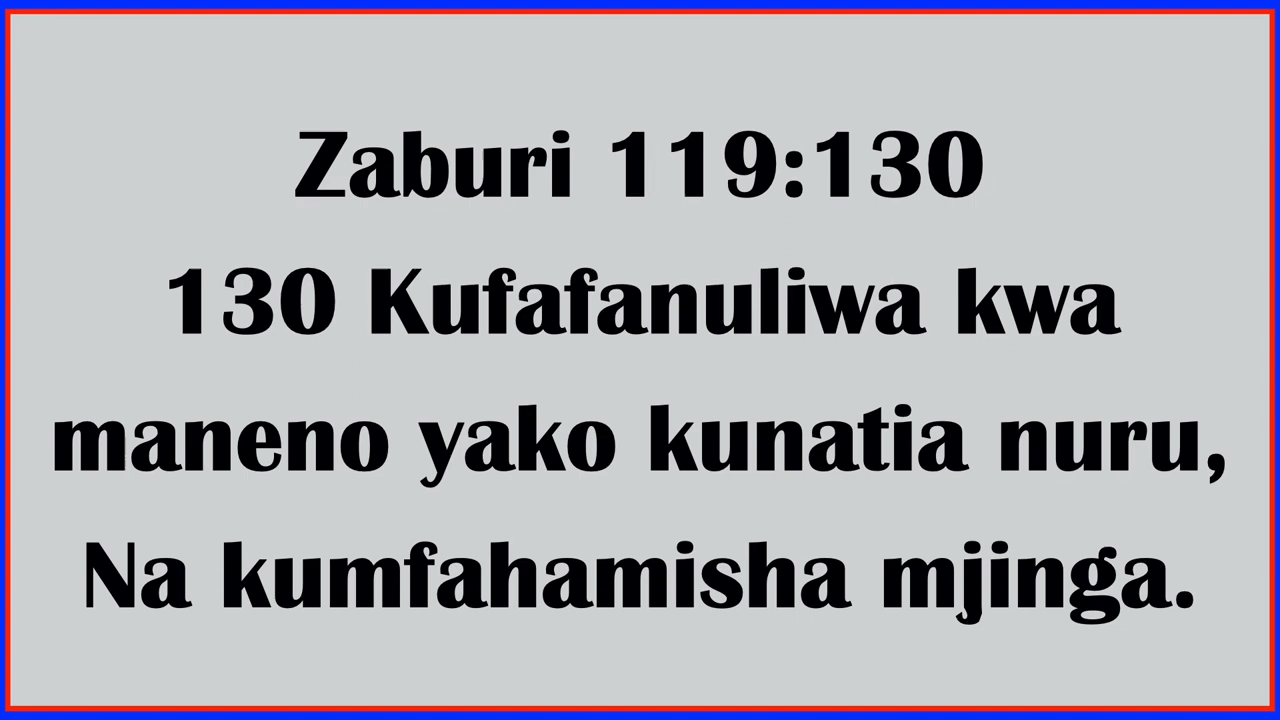 Zaburi 119:130
130 Kufafanuliwa kwa
maneno yako kunatia nuru,
Na kumfahamisha mjinga.